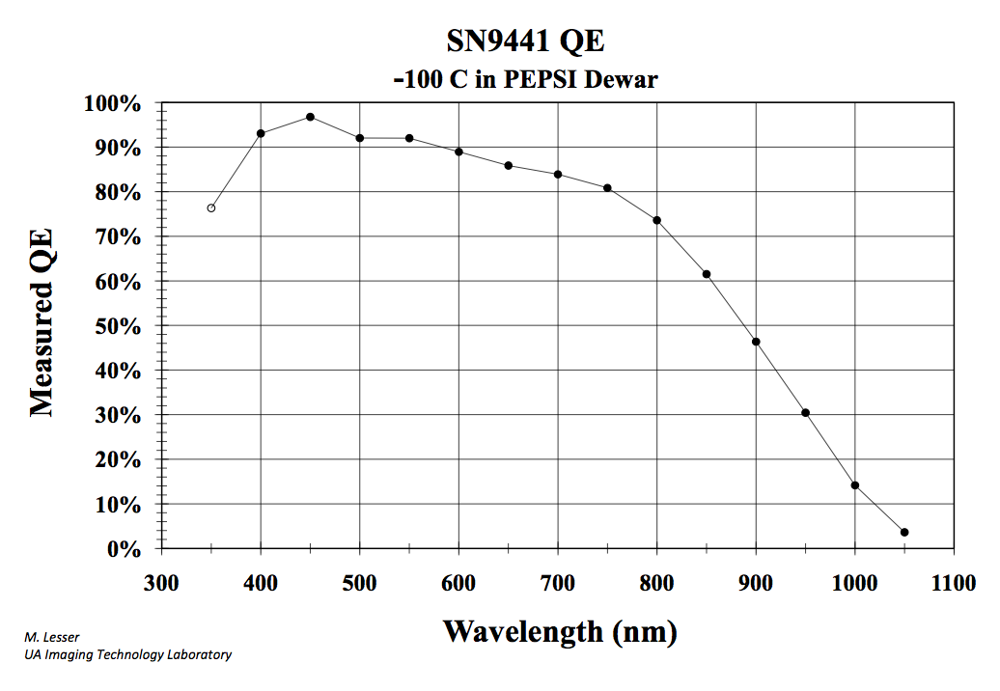 SN9441 QE
-100 C in PEPSI Dewar
100%
90%
80%
70%
60%
50%
40%
30%
20%
10%
0%
Measured QE
300 400 500 600 700 800 900 1000 1100
Wavelength (nm)
M. Lesser
UA Imaging Technology Laboratory